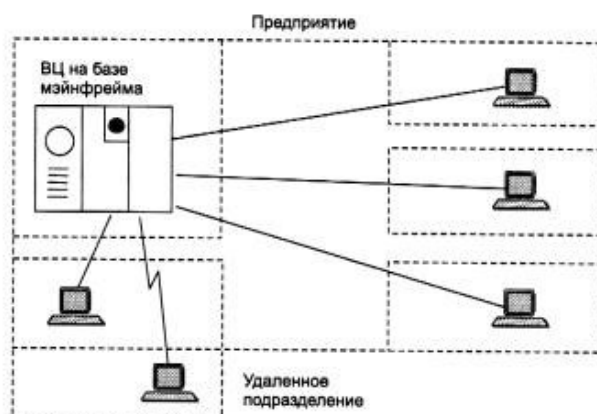 Предприятие
ВЦ на базе
мэйнфрейма
Удаленное
подразделение